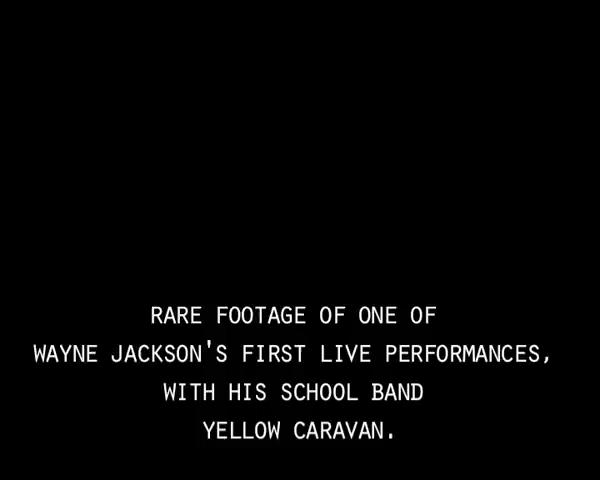 RARE FOOTAGE OF ONE OF
WAYNE JACKSON'S FIRST LIVE PERFORMANCES,
WITH HIS SCHOOL BAND
YELLOW CARAVAN.